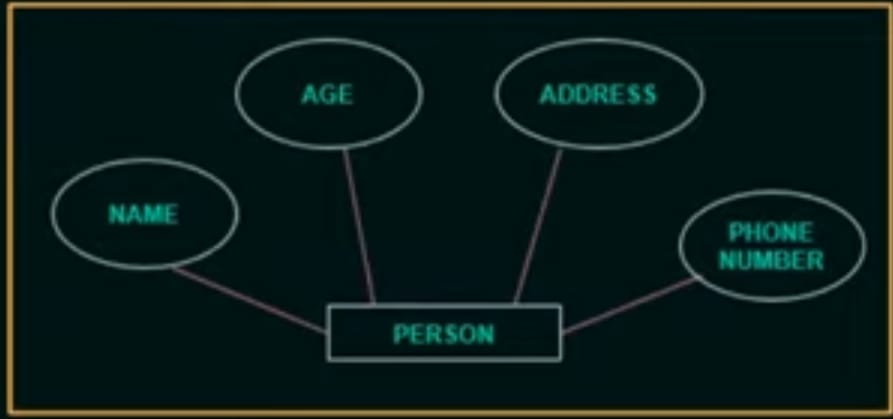 AGE
ADDRESS
NAME
PHONE
NUMBER
PERSON